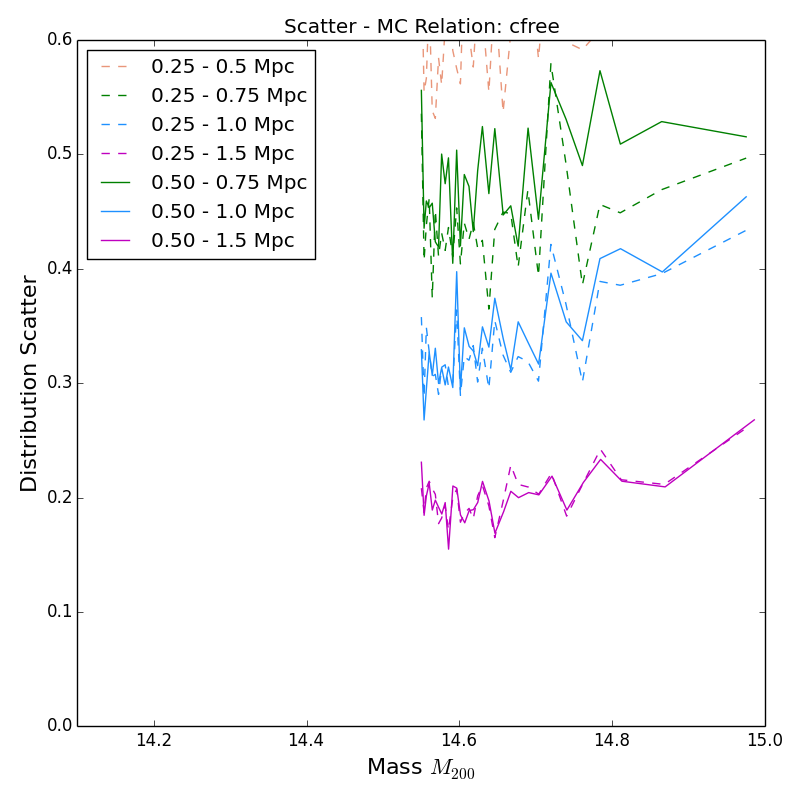 Scatter - MC Relation: cfree
0.6
0.25 - 0.5 Mpc
0.25 - 0.75 Mpc
0.25 - 1.0 Mpc
0.25 - 1.5 Mpc
0.50 - 0.75 Mpc
0.50 - 1.0 Mpc
0.50 - 1.5 Mpc
0.5
0.4
0.3
0.2
0.1
0.0
Distribution Scatter
14.2 14.4 14.6 14.8 15.0
Mass M_{200}